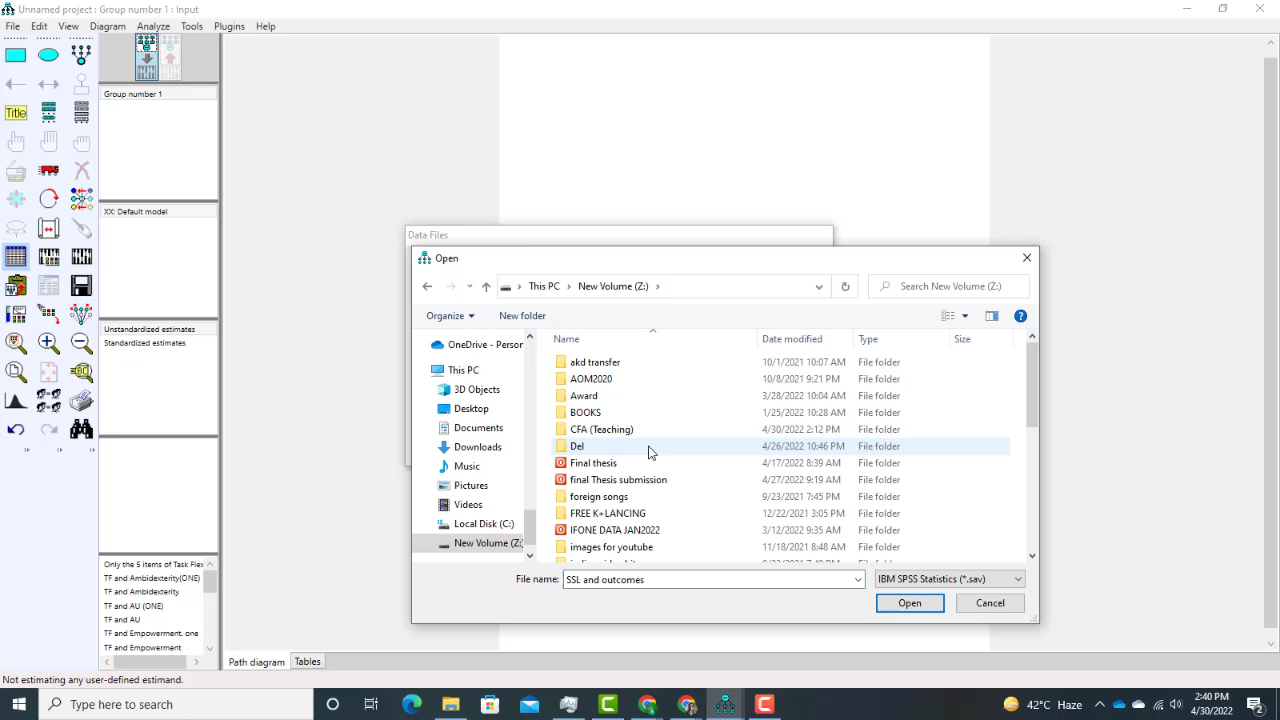 Unnamed project : Group number 1 : Input
File Edit View Diagram Analyze Tools Plugins Help
Title
Group number 1
XX: Default model
Unstandardized estimates
Standardized estimates
Only the 5 items of Task Flex
TF and Ambidexterity(ONE)
TF and Ambidexterity
TF and AU (ONE)
TF and AU
TF and Empowerment. one
TF and Empowerment
Path diagram Tables
Not estimating any user-defined estimand.
Data Files
Open
This PC New Volume (Z:)
Search New Volume (Z:)
Organize New folder
Name Date modified Type Size
OneDrive - Person
This PC
3D Objects
Desktop
Documents
Downloads
Music
Pictures
Videos
Local Disk (C:)
New Volume (Z:
akd transfer 10/1/2021 10:07 AM File folder
AOM2020 10/8/2021 9:21 PM File folder
Award 3/28/2022 10:04 AM File folder
BOOKS 1/25/2022 10:28 AM File folder
CFA (Teaching) 4/30/2022 2:12 PM File folder
Del 4/26/2022 10:46 PM File folder
Final thesis 4/17/2022 8:39 AM File folder
final Thesis submission 4/27/2022 9:19 AM File folder
foreign songs 9/23/2021 7:45 PM File folder
FREE K+LANCING 12/22/2021 3:05 PM File folder
IFONE DATA JAN2022 3/12/2022 9:35 AM File folder
images for youtube 11/18/2021 8:48 AM File folder
File name: SSL and outcomes IBM SPSS Statistics (*.sav)
Open Cancel
Type here to search
42°C Haze
2:40 PM
4/30/2022
2